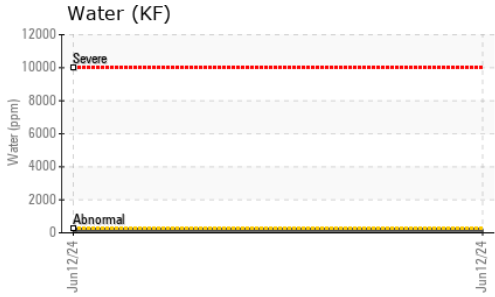 Water (KF)
12000
Severe
10000
8000
6000
4000
2000
Abnormal
0
Water (ppm)
Jun12/24
Jun12/24